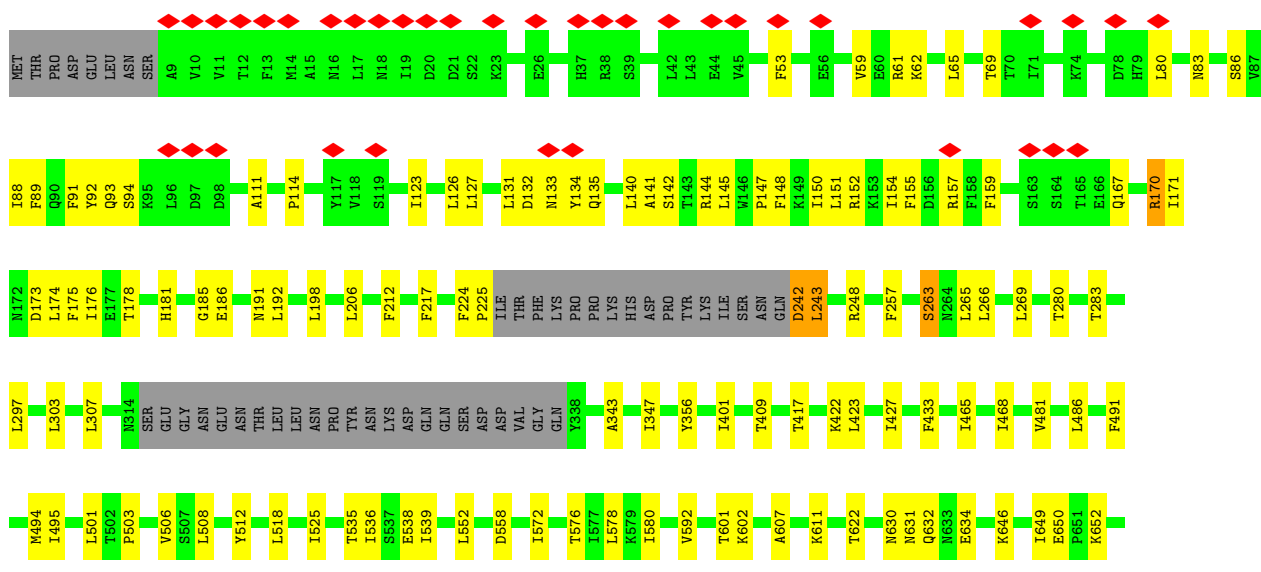 MET THR PRO ASP GLU LEU ASN SER A9 V10 V11 T12 F13 M14 A15 N16 L17 N18 I19 D20 D21 S22 K23 E26 H37 R38 S39 L42 L43 E44 V45 F53 E56 V59 E60 R61 K62 L65 T69 T70 I71 K74 D78 H79 L80 N83 S86 V87
I88 F89 Q90 F91 Y92 Q93 S94 K95 L96 D97 D98 A111 P114 Y117 V118 S119 I123 L126 L127 L131 D132 N133 Y134 Q135 L140 A141 S142 T143 R144 L145 W146 P147 F148 K149 I150 L151 R152 K153 I154 F155 D156 R157 F158 F159 S163 S164 T165 E166 Q167 R170 I171
N172 D173 L174 F175 I176 E177 T178 H181 G185 E186 N191 L192 L198 L206 F212 F217 F224 P225 ILE THR PHE LYS PRO PRO LYS HIS ASP PRO TYR LYS ILE SER ASN GLN D242 L243 R248 F257 S263 N264 L265 L266 L269 T280 T283
L297 L303 L307 N314 SER GLU GLY ASN GLU ASN THR LEU LEU ASN PRO TYR ASN LYS ASP GLN GLN SER ASP ASP VAL GLY GLN Y338 A343 I347 Y356 I401 T409 T417 K422 L423 I427 F433 I465 I468 V481 L486 F491
M494 I495 L501 T502 P503 V506 S507 L508 Y512 L518 I525 T535 I536 S537 E538 I539 L552 D558 I572 T576 I577 L578 K579 I580 V592 T601 K602 A607 K611 T622 N630 N631 Q632 N633 E634 K646 I649 E650 P651 K652